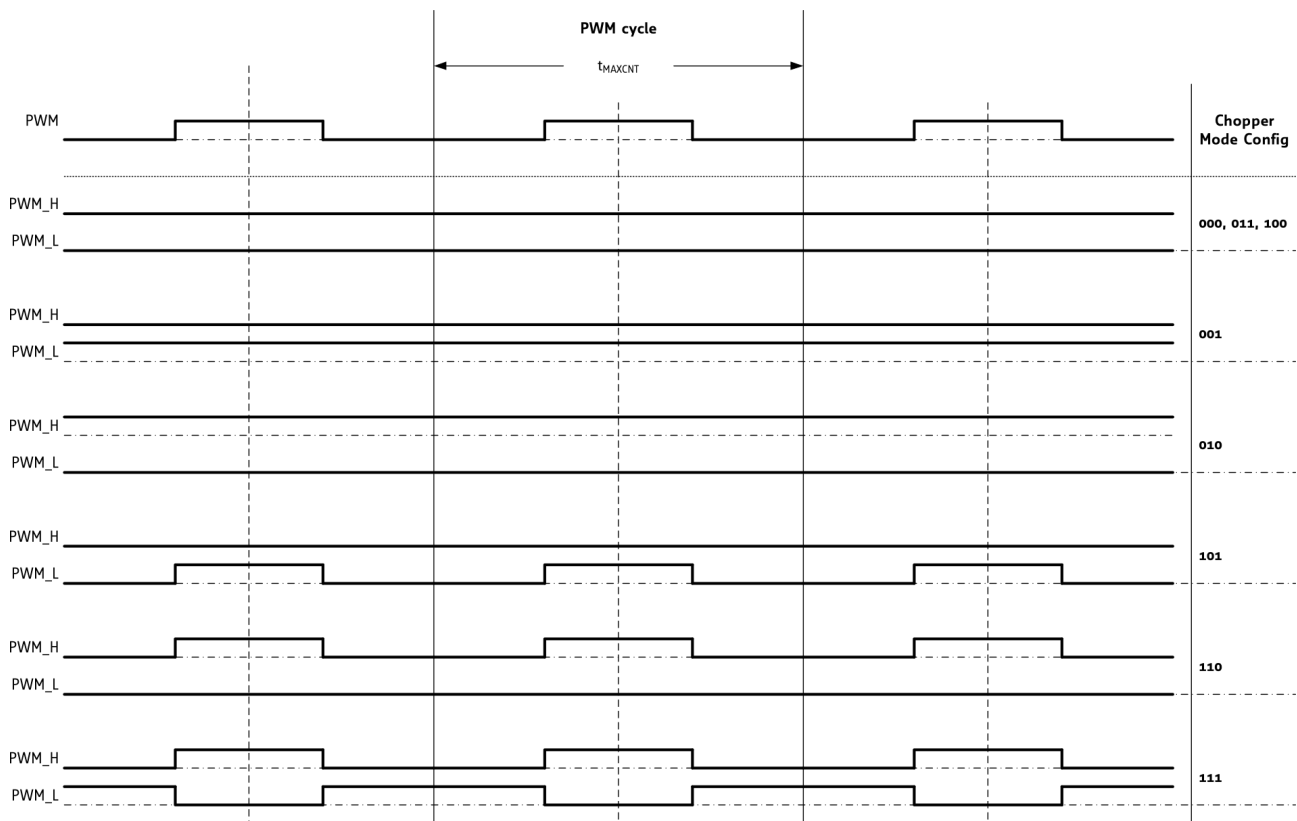 PWM cycle
tMAXCNT
PWM
Chopper
Mode Config
PWM_H
000, 011, 100
PWM_L
PWM_H
001
PWM_L
PWM_H
010
PWM_L
PWM_H
101
PWM_L
PWM_H
110
PWM_L
PWM_H
111
PWM_L